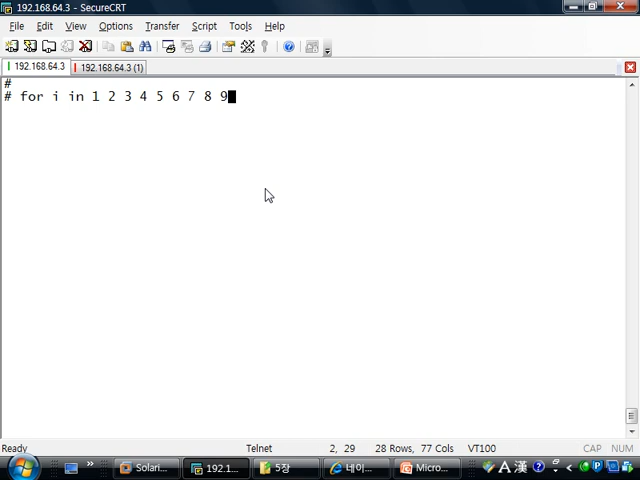 192.168.64.3 - SecureCRT
File Edit View Options Transfer Script Tools Help
192.168.64.3 192.168.64.3 (1)
#
# for i in 1 2 3 4 5 6 7 8 9
Ready Telnet 2, 29 28 Rows, 77 Cols VT100 CAP NUM
Solari... 192.1... 5장 네이... Micro... A 漢